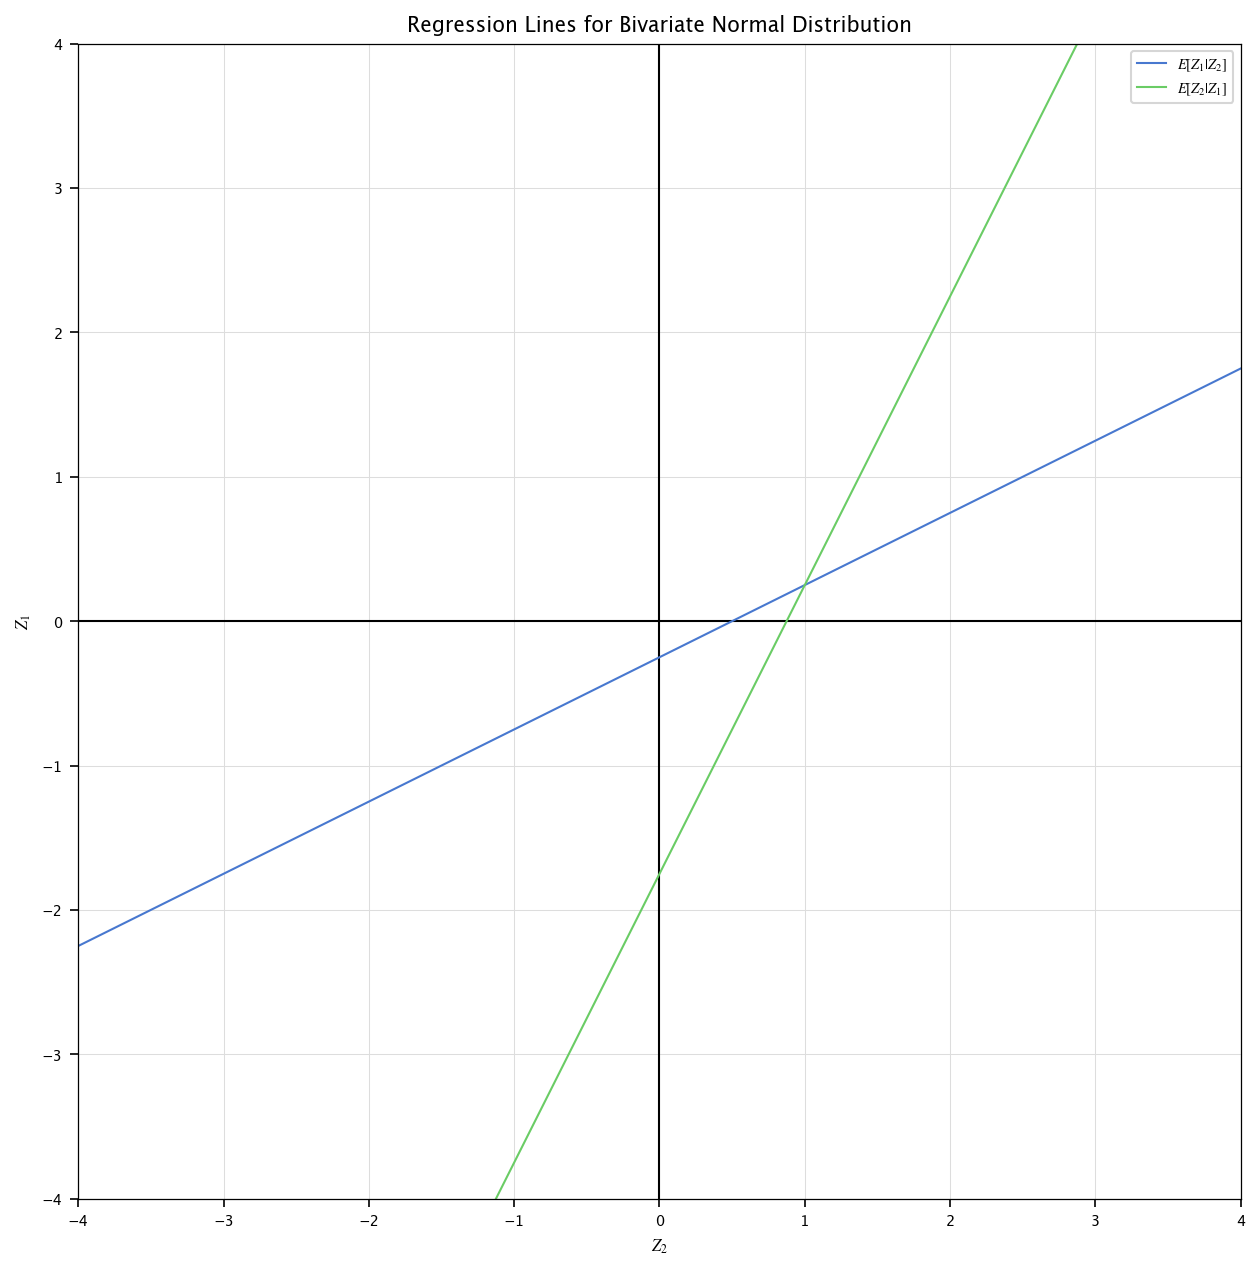 Regression Lines for Bivariate Normal Distribution
E[Z₁|Z₂]
E[Z₂|Z₁]
4
3
2
1
0
−1
−2
−3
−4
Z₁
−4 −3 −2 −1 0 1 2 3 4
Z₂